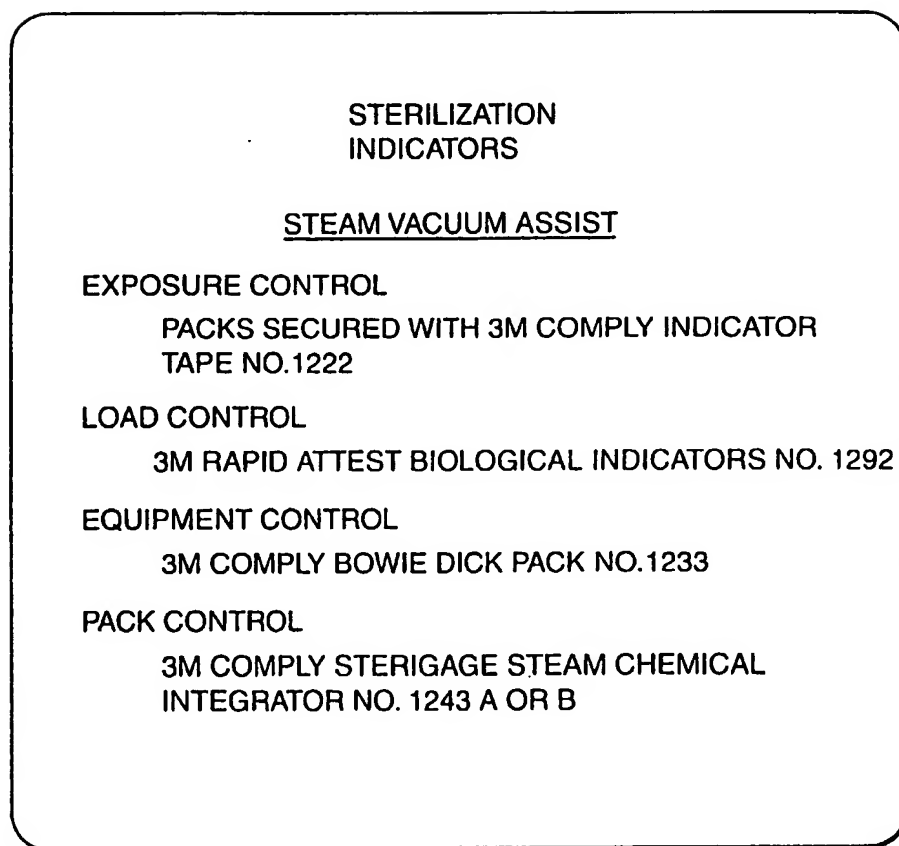 STERILIZATION
INDICATORS
STEAM VACUUM ASSIST
EXPOSURE CONTROL
PACKS SECURED WITH 3M COMPLY INDICATOR
TAPE NO.1222
LOAD CONTROL
3M RAPID ATTEST BIOLOGICAL INDICATORS NO. 1292
EQUIPMENT CONTROL
3M COMPLY BOWIE DICK PACK NO.1233
PACK CONTROL
3M COMPLY STERIGAGE STEAM CHEMICAL
INTEGRATOR NO. 1243 A OR B